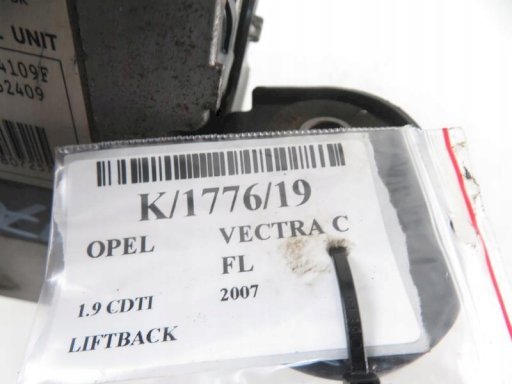 UNIT
4109F
62409
K/1776/19
OPEL VECTRA C
FL
1.9 CDTI 2007
LIFTBACK